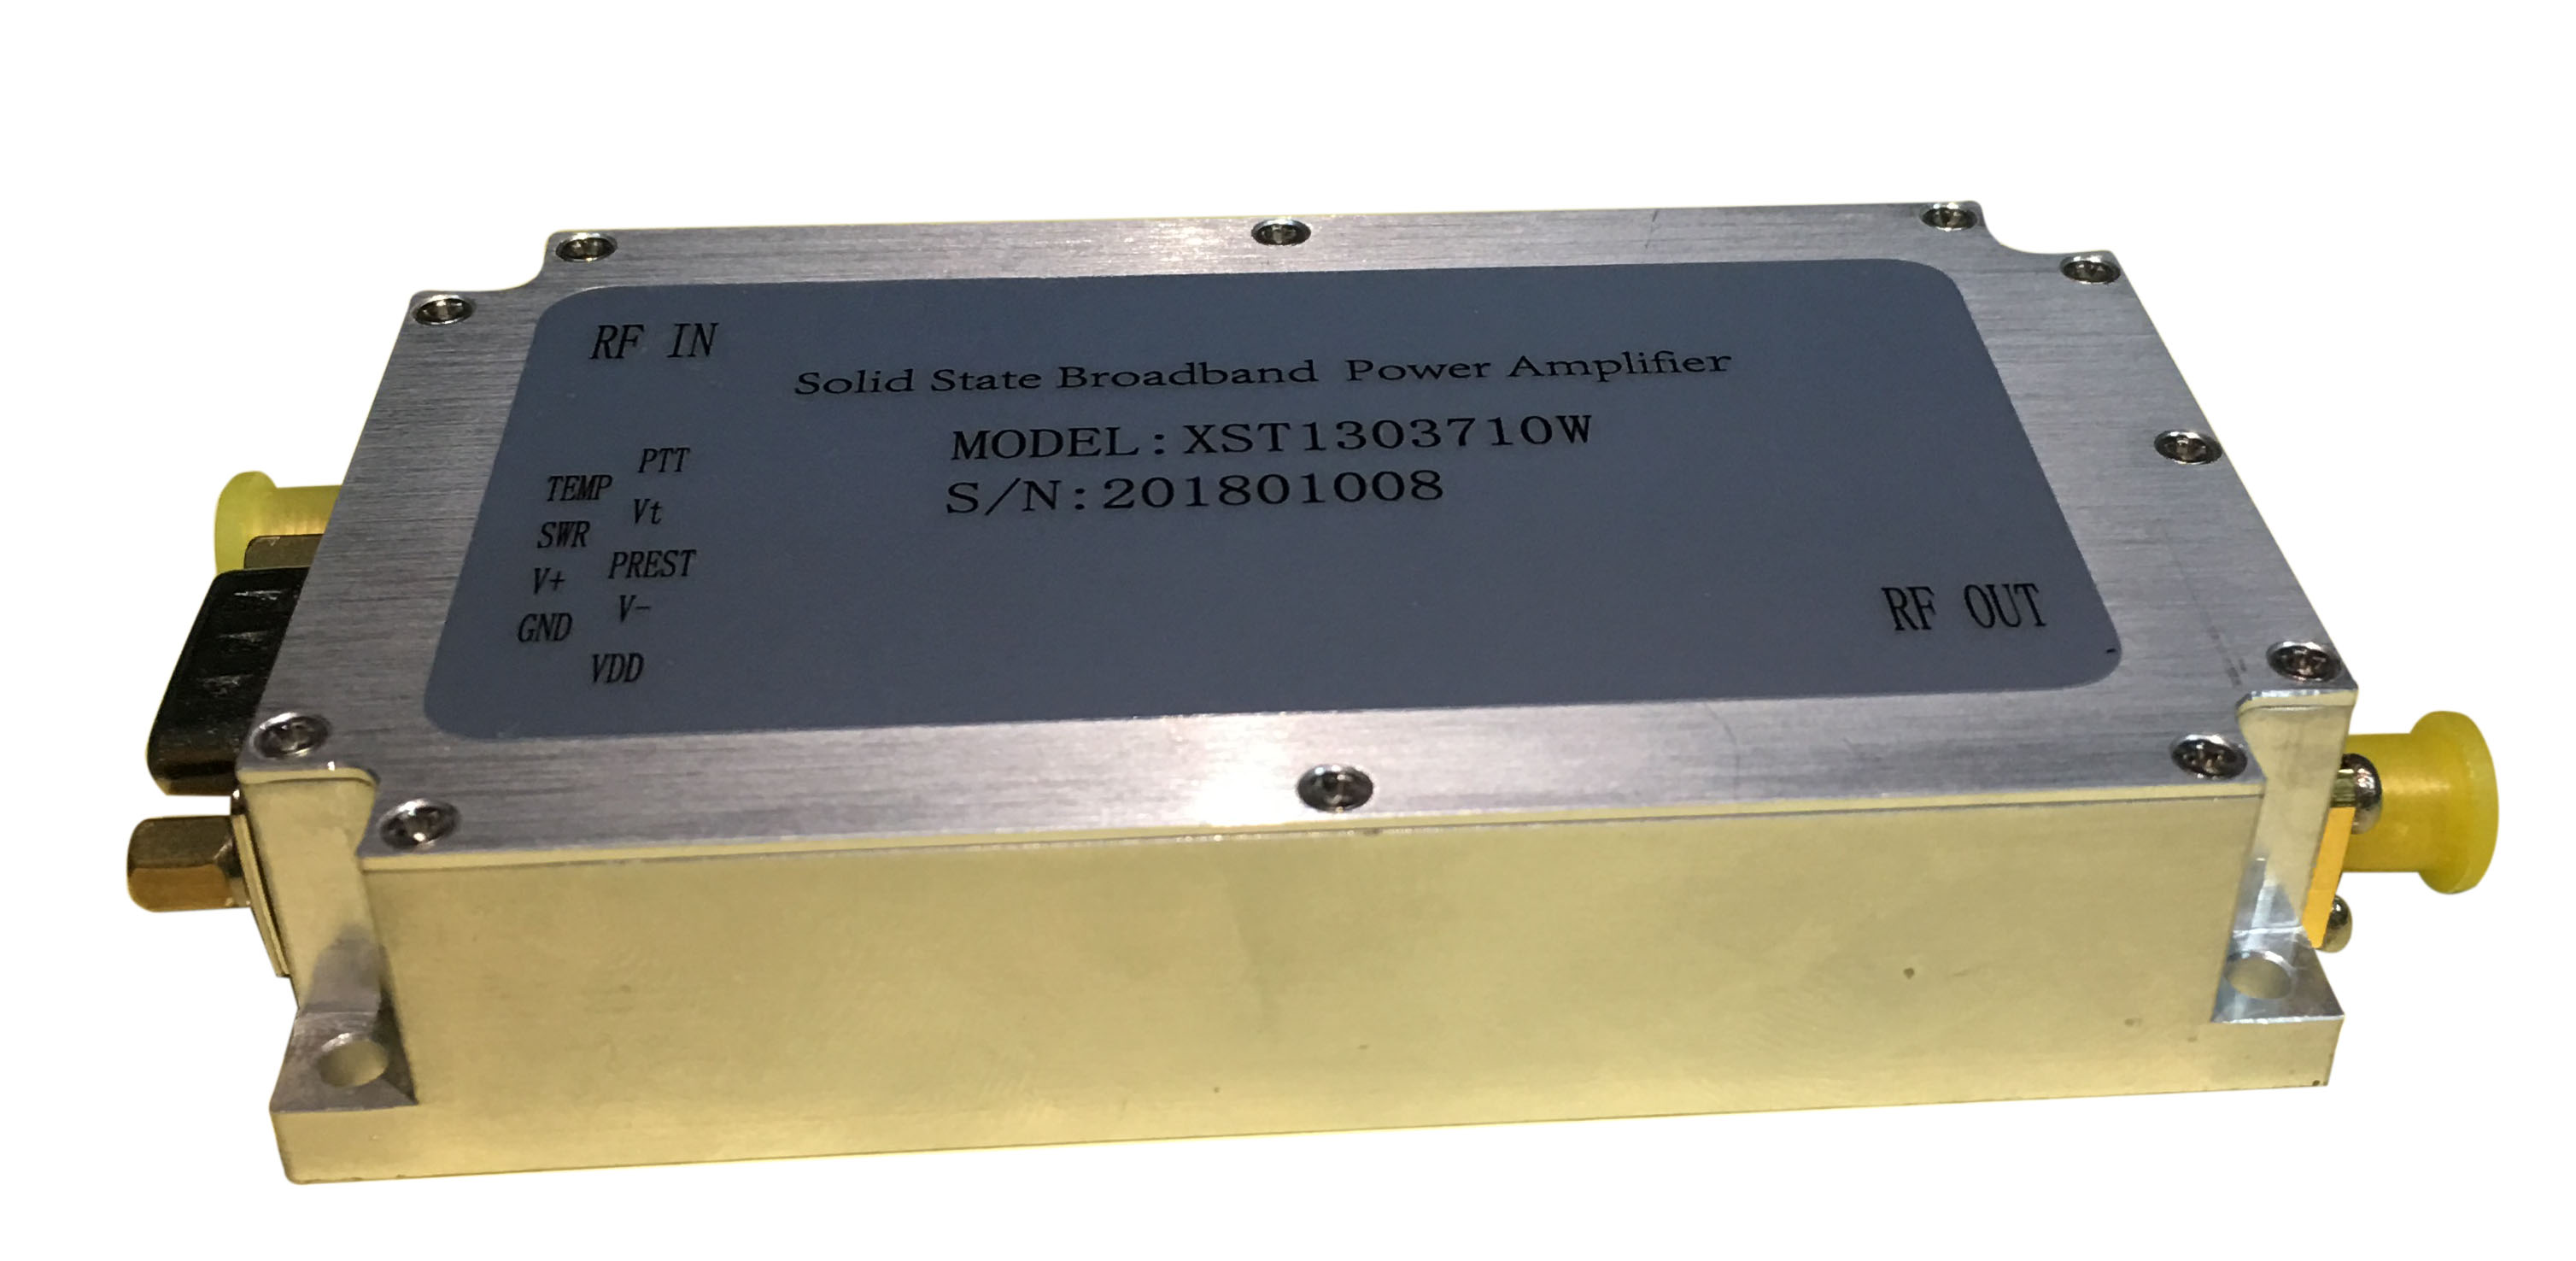 RF IN
Solid State Broadband Power Amplifier
MODEL:XST1303710W
S/N:201801008
PTT
TEMP
Vt
SWR
PREST
V+
V-
GND
VDD
RF OUT